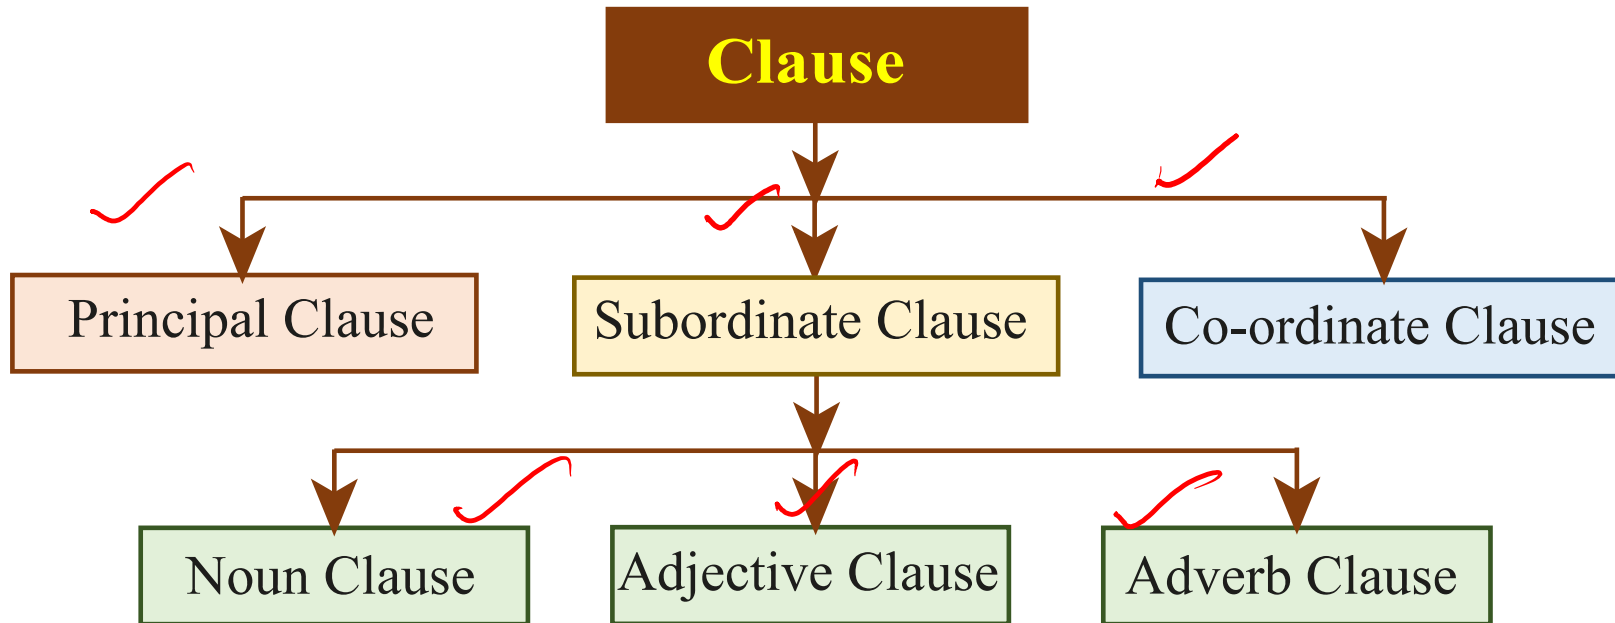 Clause
Principal Clause
Subordinate Clause
Co-ordinate Clause
Noun Clause
Adjective Clause
Adverb Clause